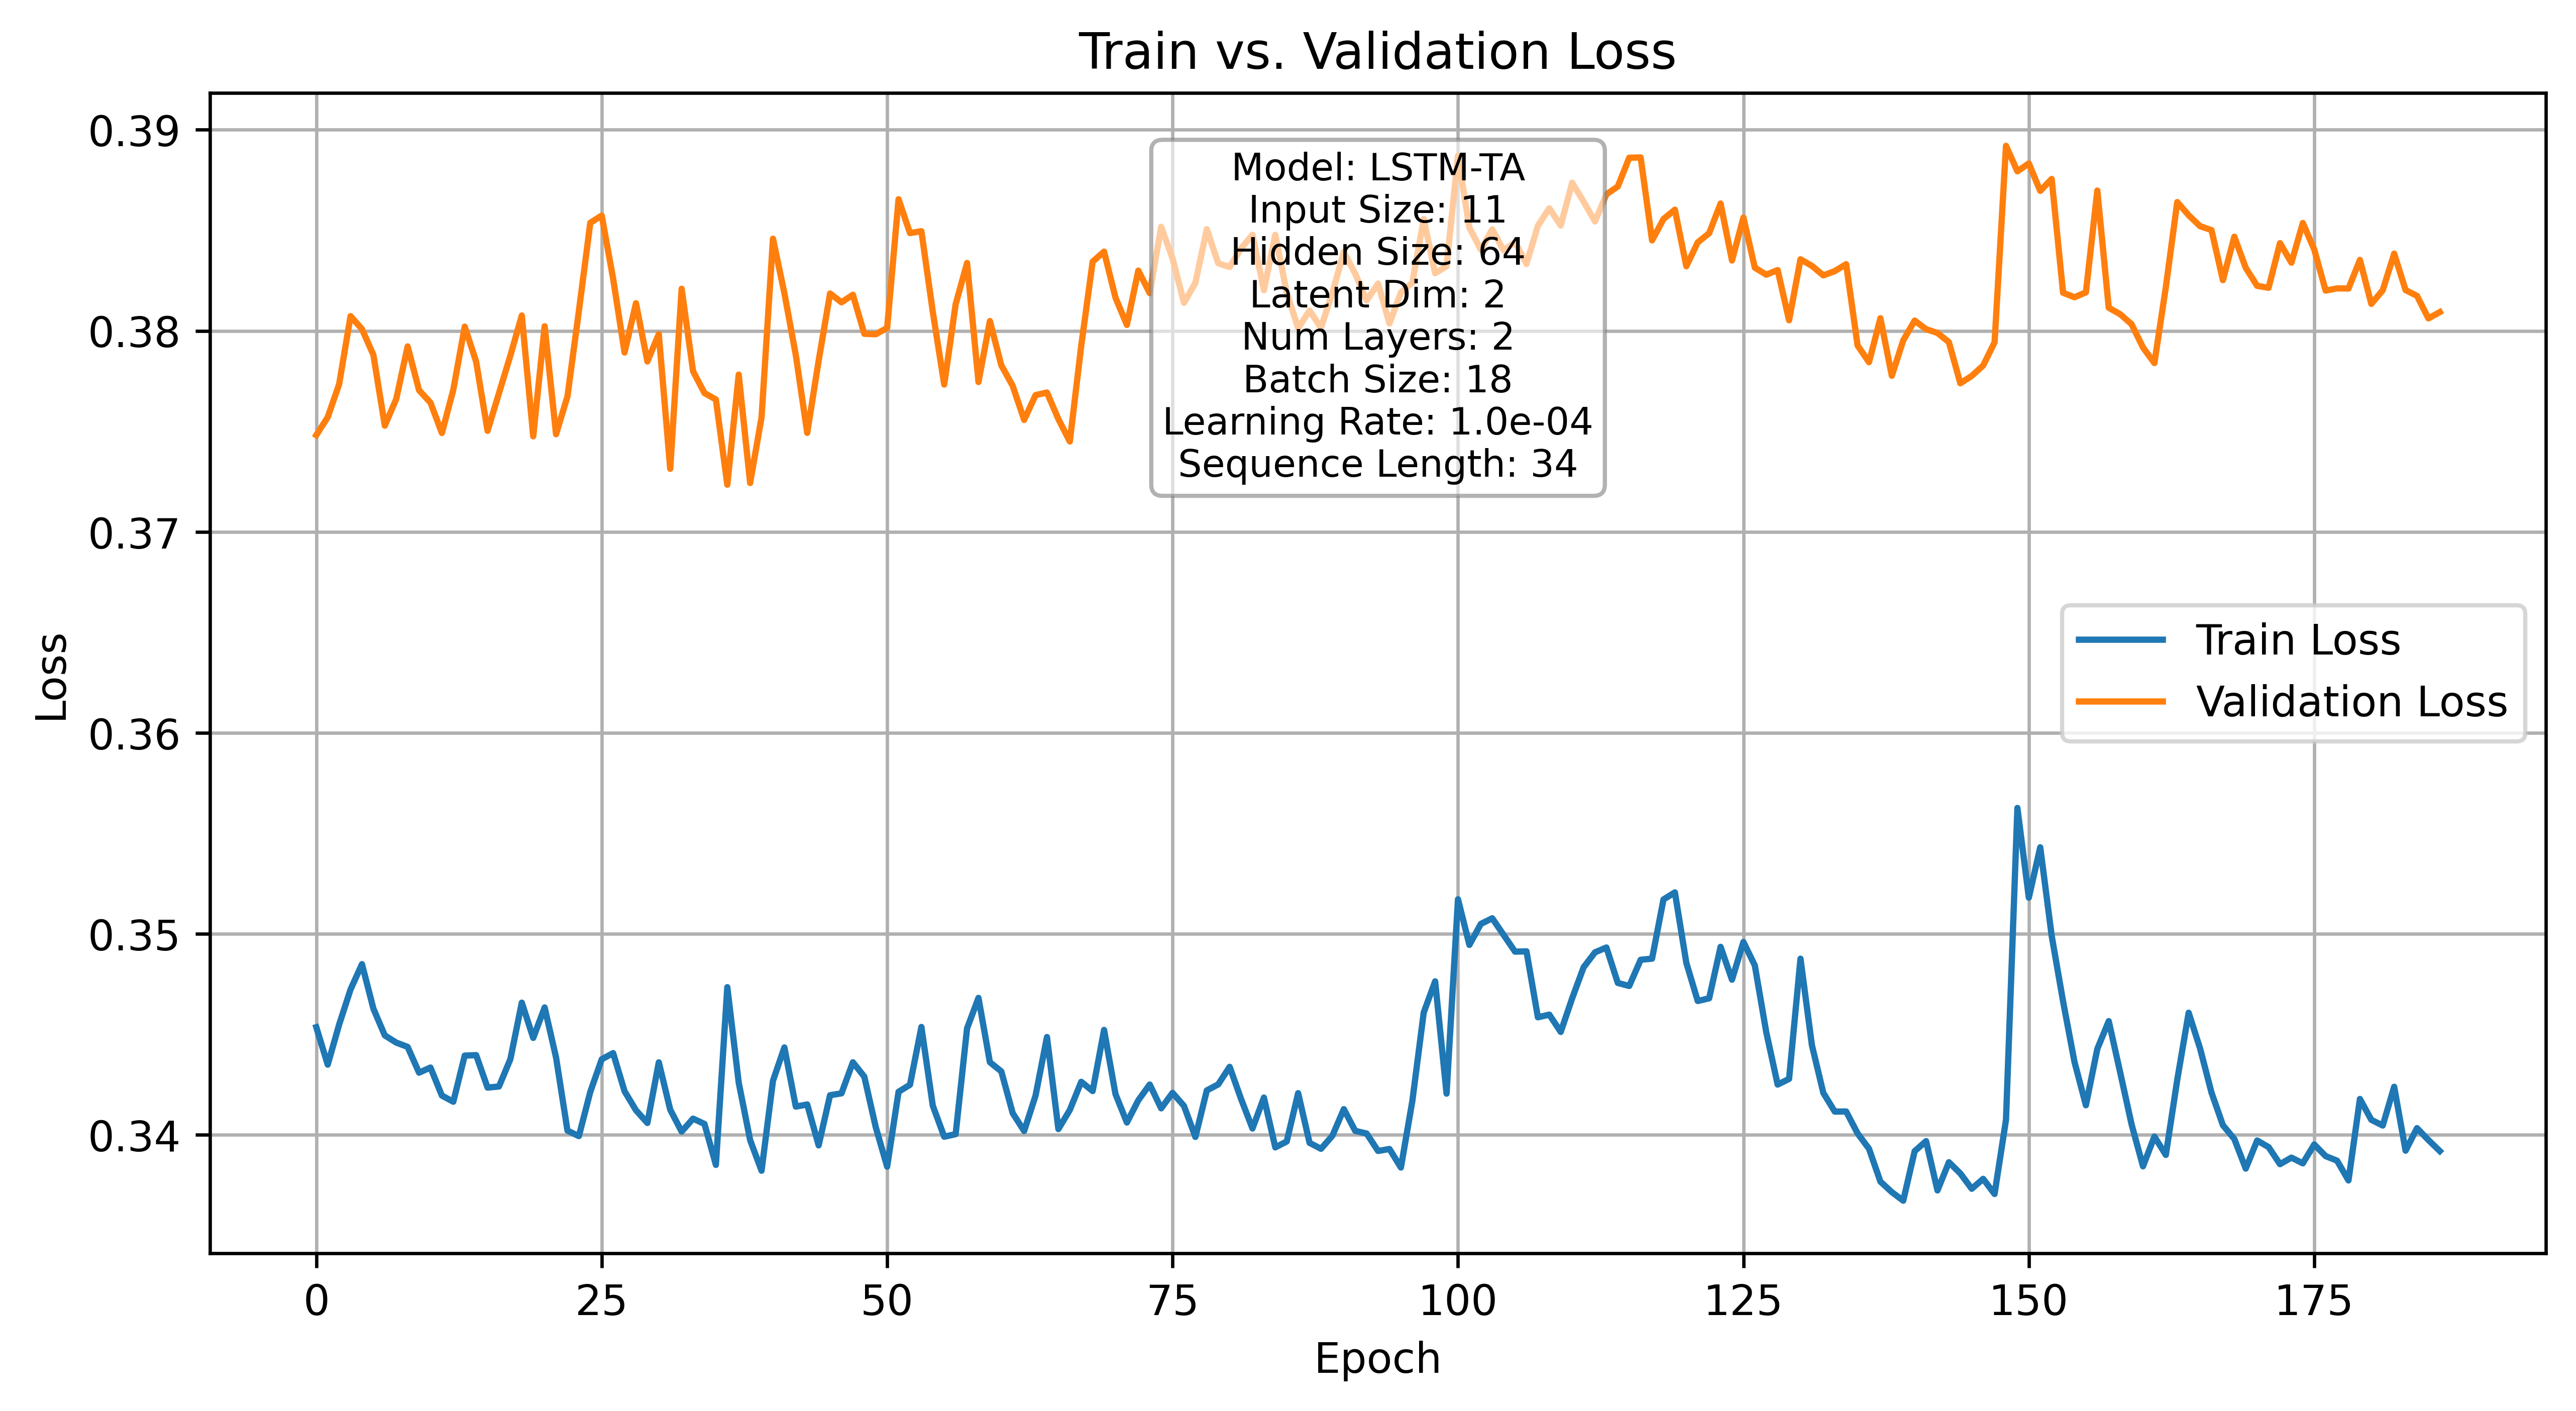 Train vs. Validation Loss
0.39
0.38
0.37
0.36
0.35
0.34
Loss
Model: LSTM-TA
Input Size: 11
Hidden Size: 64
Latent Dim: 2
Num Layers: 2
Batch Size: 18
Learning Rate: 1.0e-04
Sequence Length: 34
Train Loss
Validation Loss
0 25 50 75 100 125 150 175
Epoch